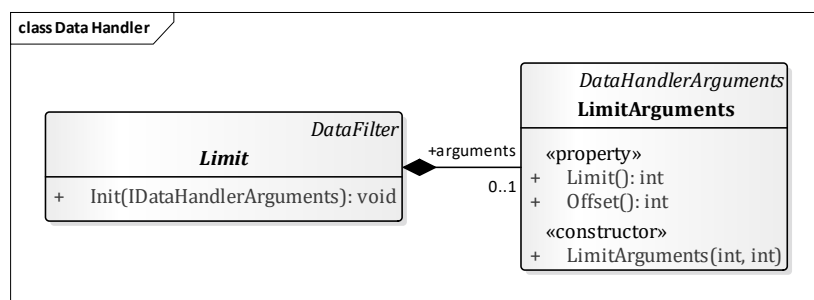 class Data Handler
DataFilter
Limit
+ Init(IDataHandlerArguments): void
+arguments
0..1
DataHandlerArguments
LimitArguments
«property»
+ Limit(): int
+ Offset(): int
«constructor»
+ LimitArguments(int, int)